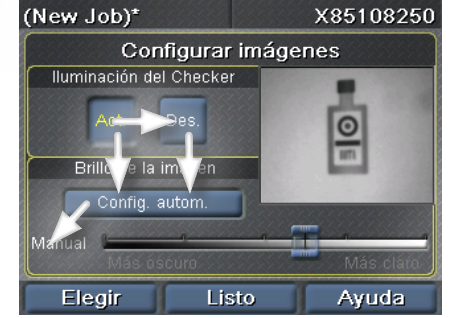 (New Job)* X85108250
Configurar imágenes
Iluminación del Checker
Act. Des.
Brillo de la imagen
Config. autom.
Manual
Más oscuro Más claro
Elegir Listo Ayuda